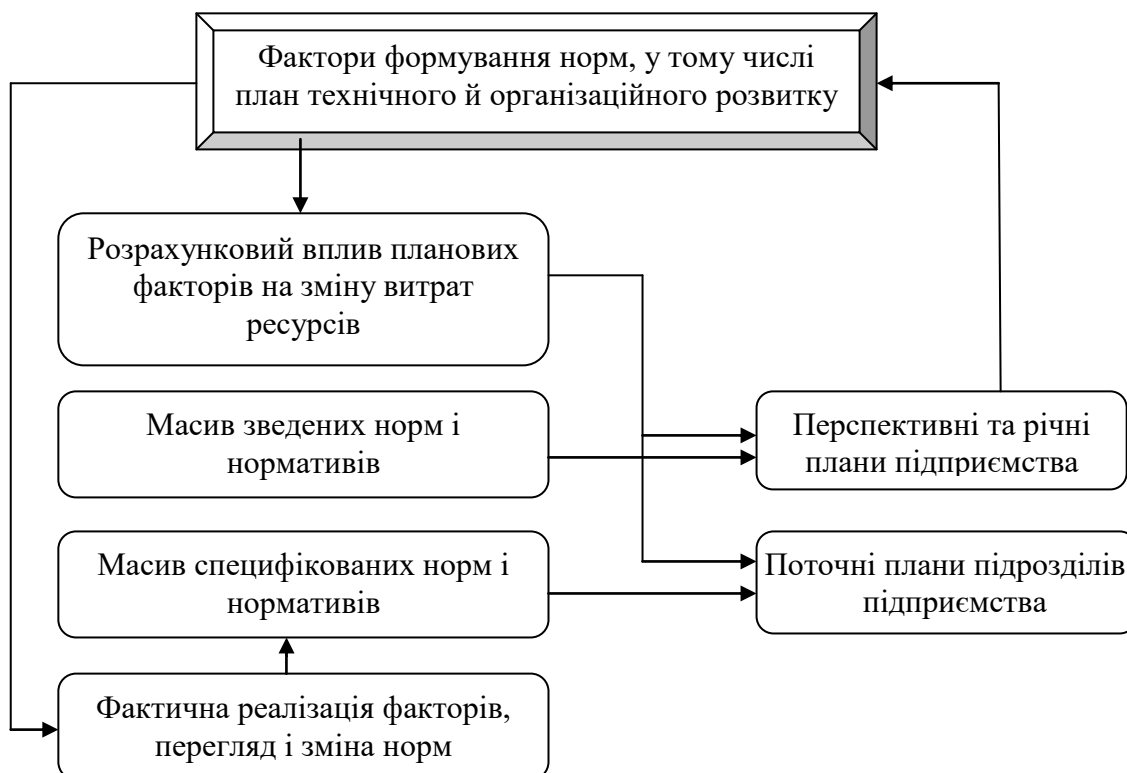 Фактори формування норм, у тому числі
план технічного й організаційного розвитку
Розрахунковий вплив планових
факторів на зміну витрат
ресурсів
Масив зведених норм і
нормативів
Перспективні та річні
плани підприємства
Масив специфікованих норм і
нормативів
Поточні плани підрозділів
підприємства
Фактична реалізація факторів,
перегляд і зміна норм